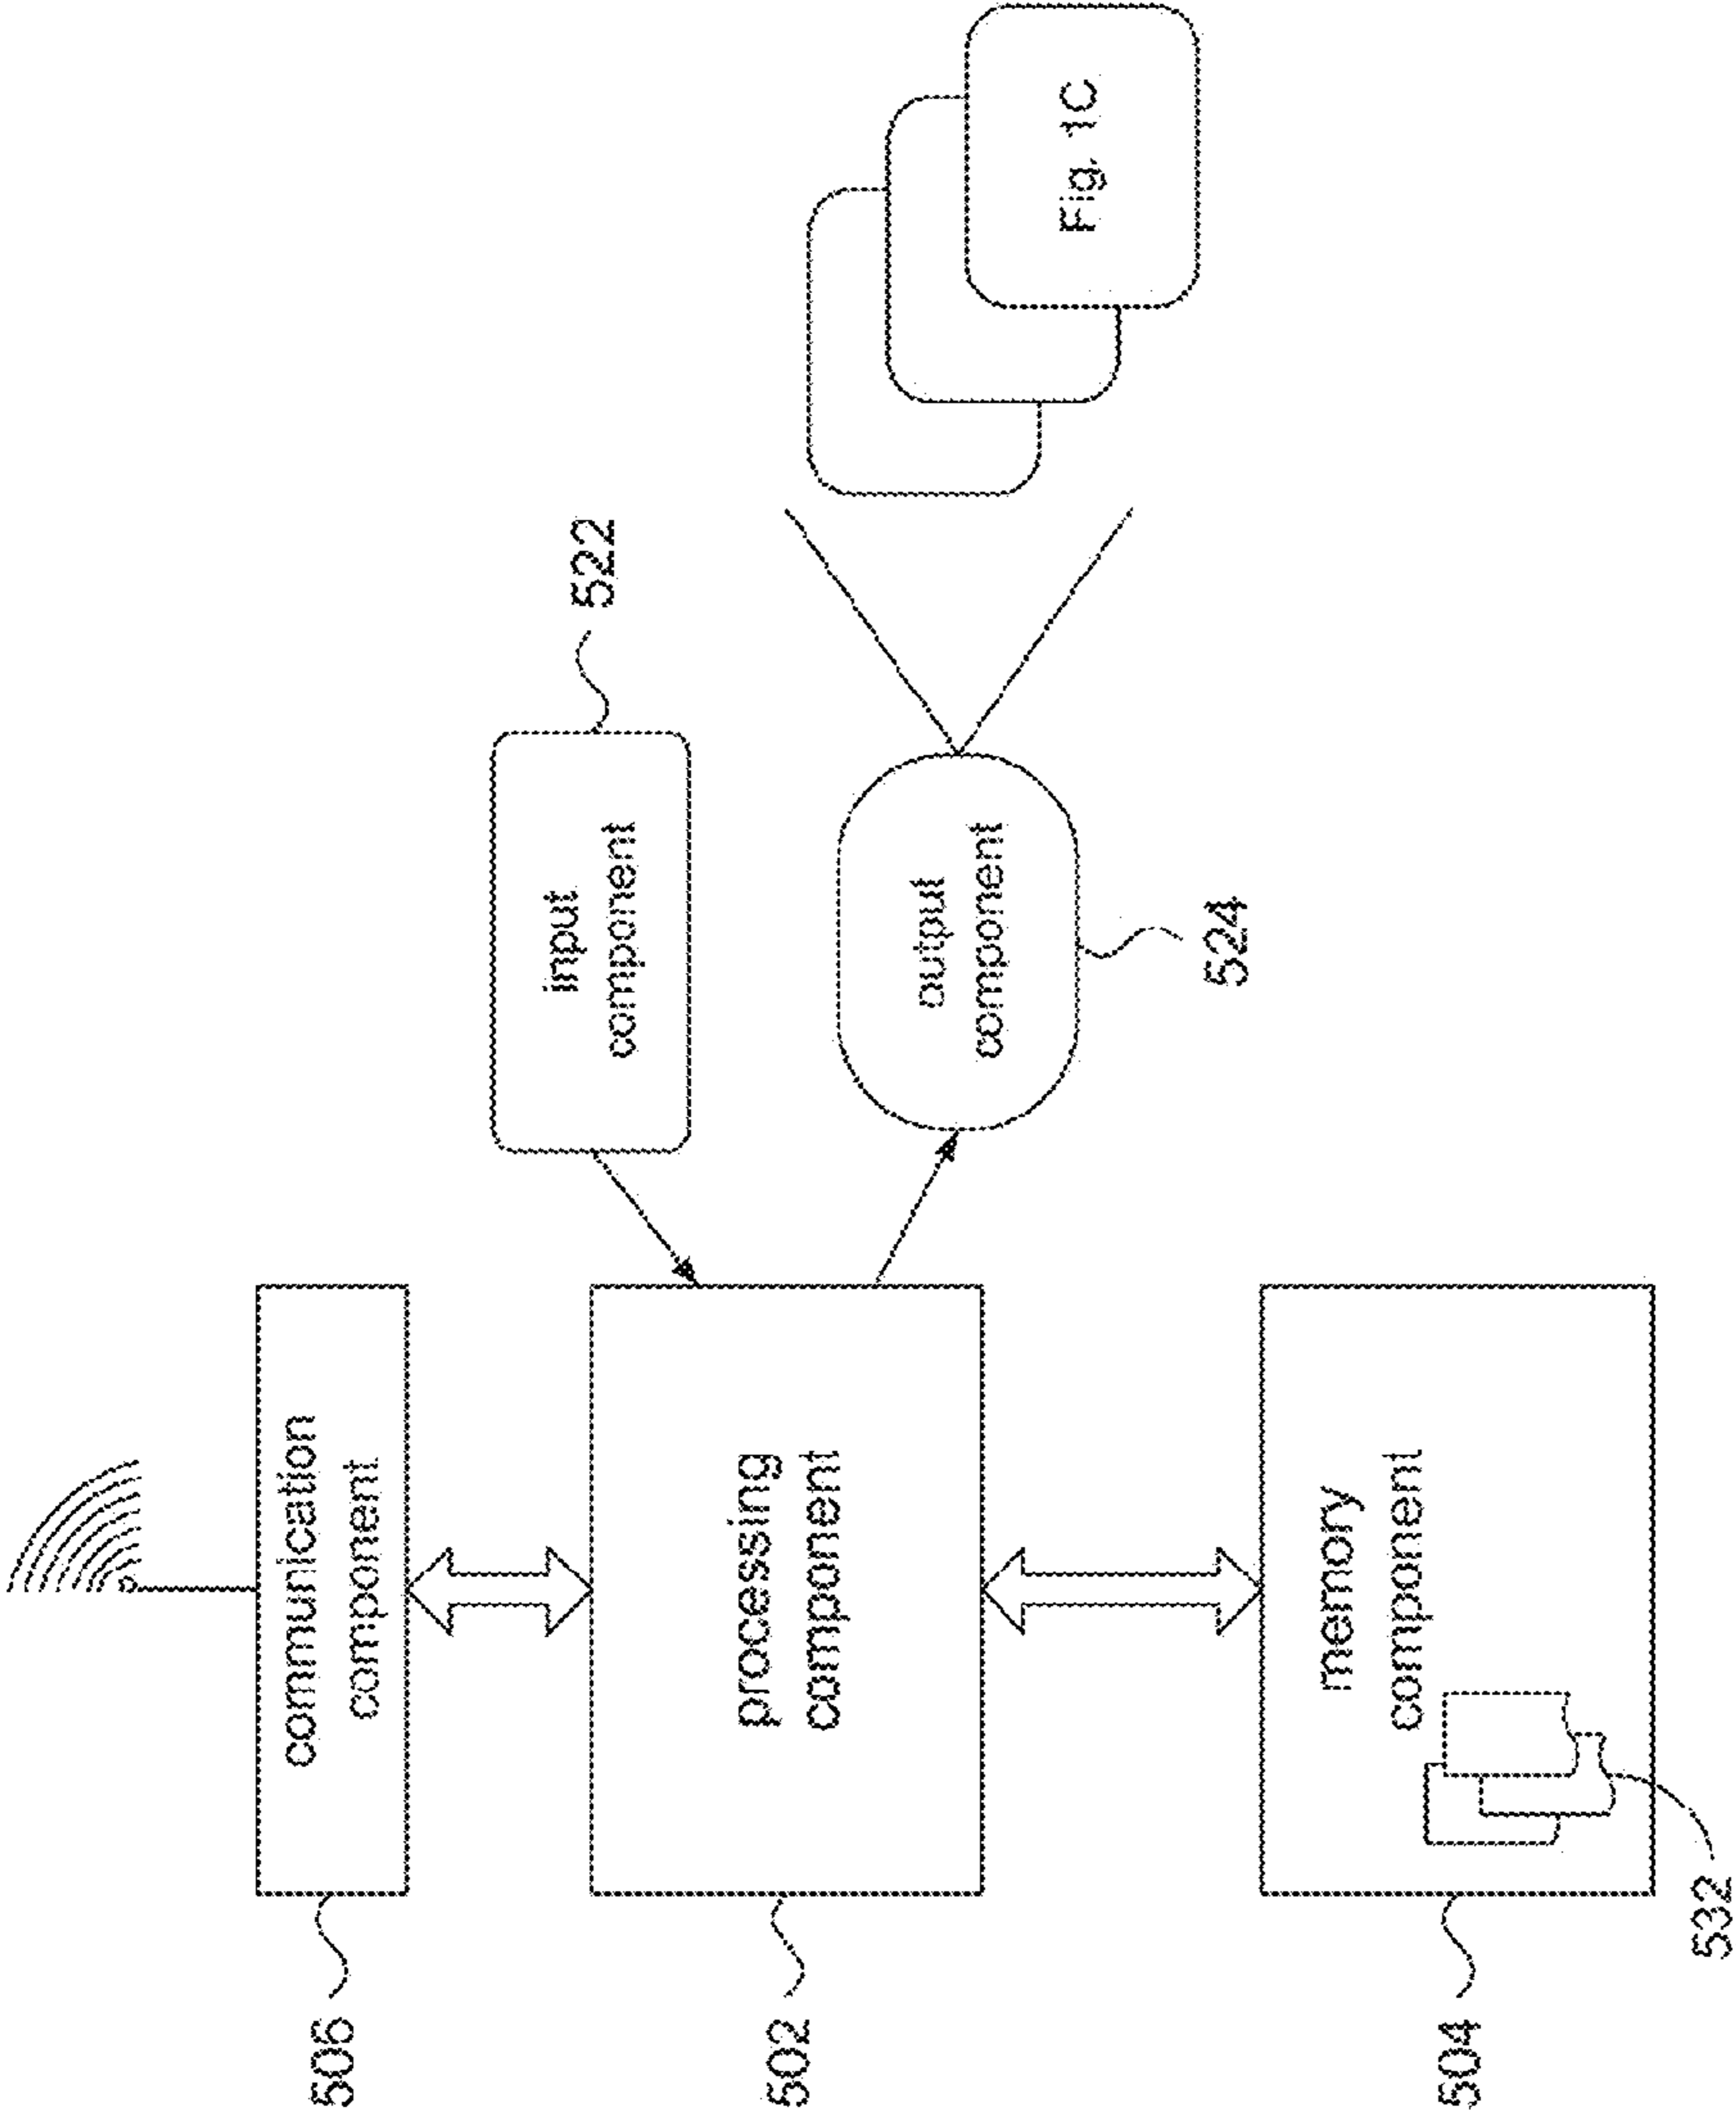 506
communication
component
502
processing
component
504
memory
component
532
input
component
522
output
component
524
Fig. 1C